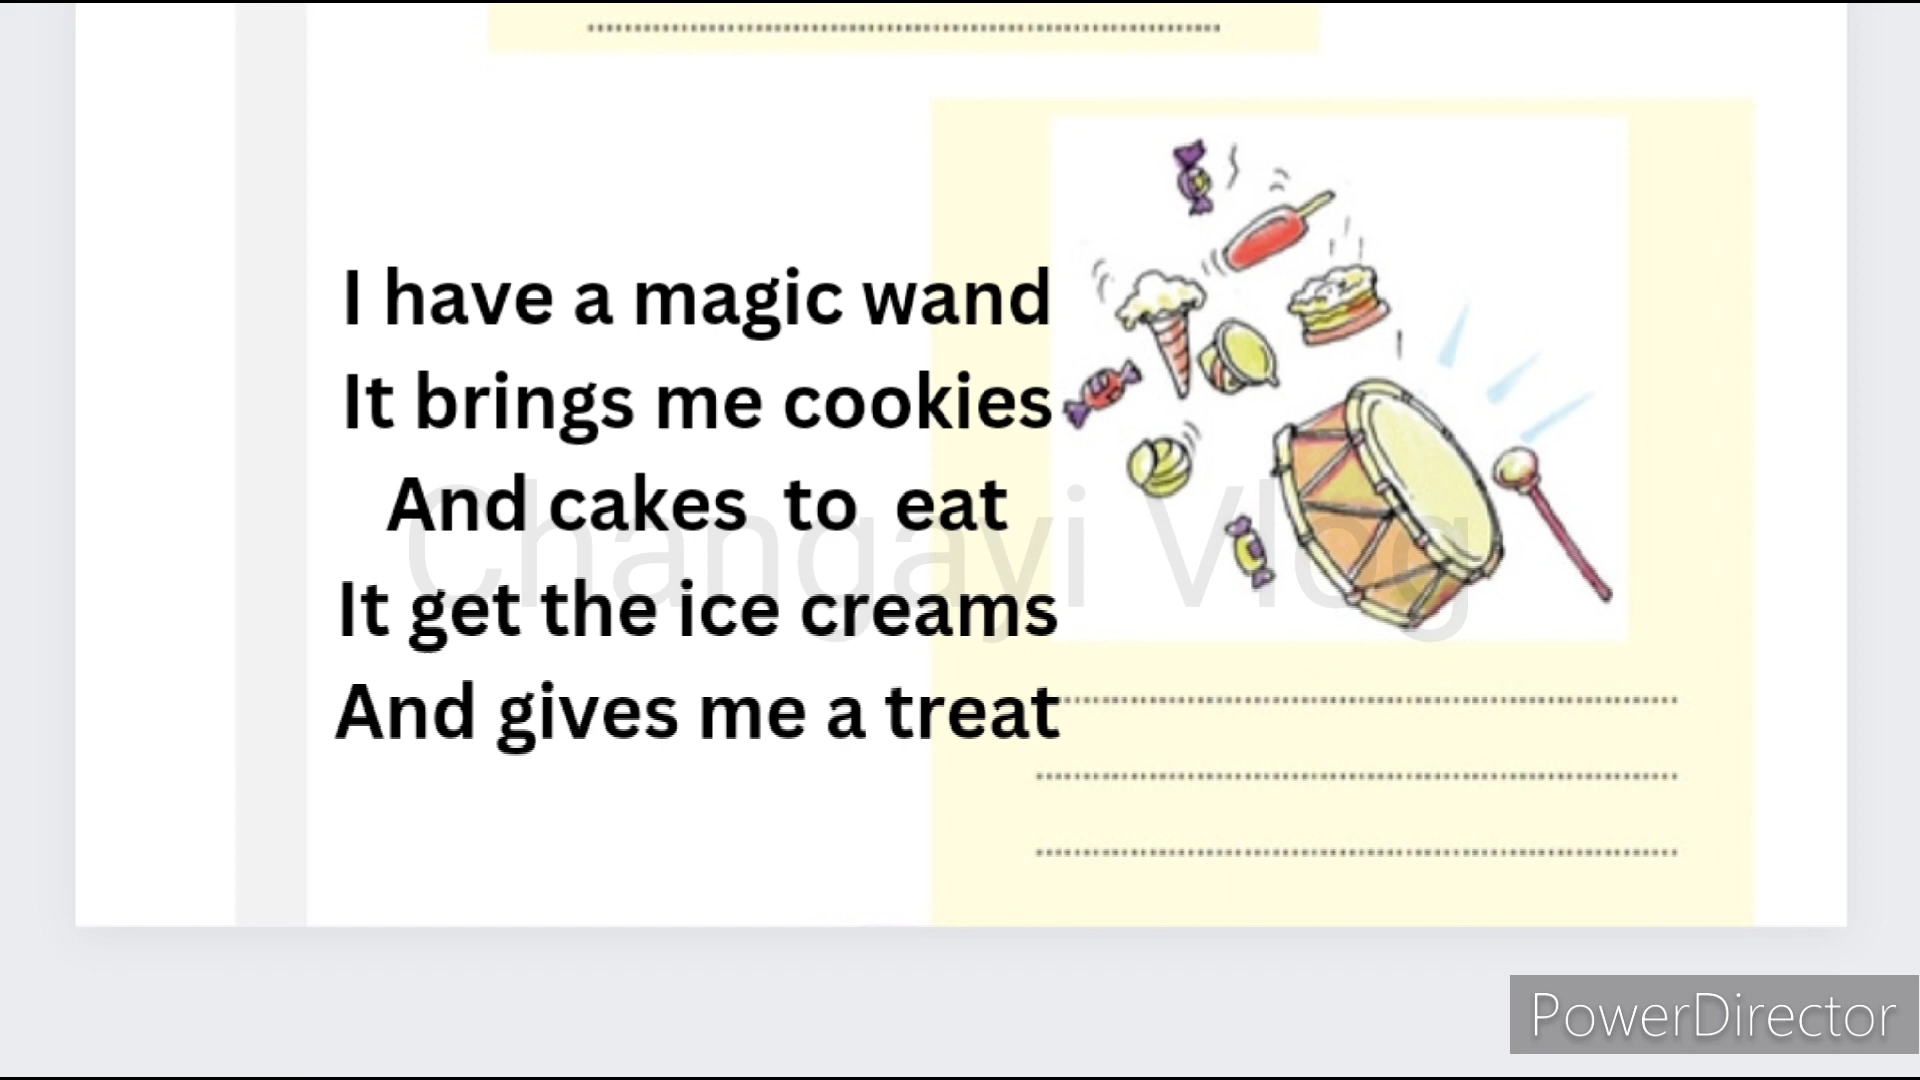 I have a magic wand
It brings me cookies
And cakes to eat
It get the ice creams
And gives me a treat
Changayi Vlog
PowerDirector